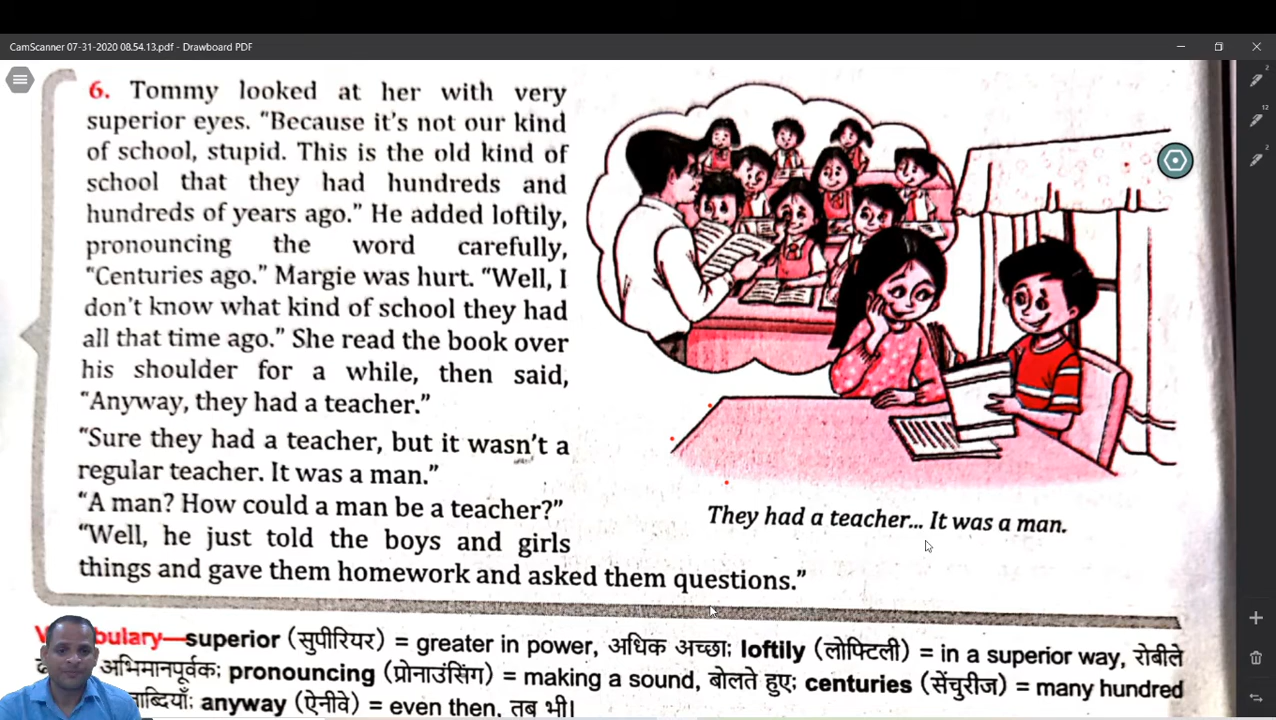 CamScanner 07-31-2020 08.54.13.pdf - Drawboard PDF
6. Tommy looked at her with very
superior eyes. “Because it’s not our kind
of school, stupid. This is the old kind of
school that they had hundreds and
hundreds of years ago.” He added loftily,
pronouncing the word carefully,
“Centuries ago.” Margie was hurt. “Well, I
don’t know what kind of school they had
all that time ago.” She read the book over
his shoulder for a while, then said,
“Anyway, they had a teacher.”
“Sure they had a teacher, but it wasn’t a
regular teacher. It was a man.”
“A man? How could a man be a teacher?”
“Well, he just told the boys and girls
things and gave them homework and asked them questions.”
They had a teacher... It was a man.
superior (सुपीरियर) = greater in power, अधिक अच्छा; loftily (लोफ्टिली) = in a superior way, रोबीले
अभिमानपूर्वक; pronouncing (प्रोनाउंसिंग) = making a sound, बोलते हुए; centuries (सेंचुरीज) = many hundred
anyway (ऐनीवे) = even then, तब भी।
2
12
2